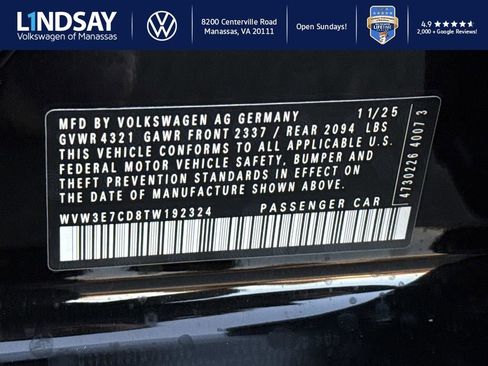 LINDSAY
Volkswagen of Manassas
8200 Centerville Road
Manassas, VA 20111
Open Sundays!
4.9
2,000+ Google Reviews!
MFD BY VOLKSWAGEN AG GERMANY 11/25
GVWR 4321 GAWR FRONT 2337 / REAR 2094 LBS
THIS VEHICLE CONFORMS TO ALL APPLICABLE U.S.
FEDERAL MOTOR VEHICLE SAFETY, BUMPER AND
THEFT PREVENTION STANDARDS IN EFFECT ON
THE DATE OF MANUFACTURE SHOWN ABOVE.
WVW3E7CD8TW192324 PASSENGER CAR
4730226 4007 3